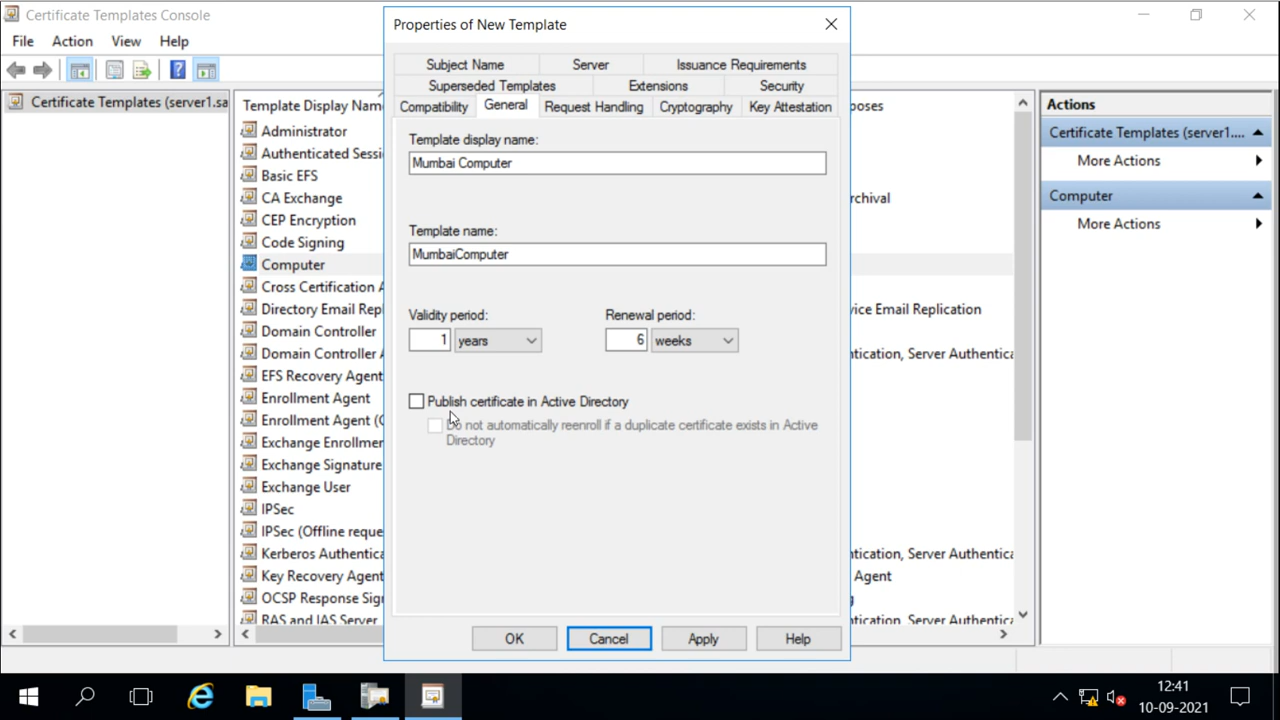 Certificate Templates Console
File Action View Help
Certificate Templates (server1.sa
Template Display Nam
Administrator
Authenticated Sessi
Basic EFS
CA Exchange
CEP Encryption
Code Signing
Computer
Cross Certification A
Directory Email Repl
Domain Controller
Domain Controller A
EFS Recovery Agent
Enrollment Agent
Enrollment Agent (C
Exchange Enrollmer
Exchange Signature
Exchange User
IPSec
IPSec (Offline reque
Kerberos Authentica
Key Recovery Agent
OCSP Response Sigr
RAS and IAS Server
Properties of New Template
Subject Name Server Issuance Requirements
Superseded Templates Extensions Security
Compatibility General Request Handling Cryptography Key Attestation
Template display name:
Mumbai Computer
Template name:
MumbaiComputer
Validity period: Renewal period:
1 years 6 weeks
Publish certificate in Active Directory
Do not automatically reenroll if a duplicate certificate exists in Active
Directory
OK Cancel Apply Help
oses
rchival
vice Email Replication
ntication, Server Authentica
ntication, Server Authentica
Agent
ntication, Server Authentica
Actions
Certificate Templates (server1....
More Actions
Computer
More Actions
12:41
10-09-2021